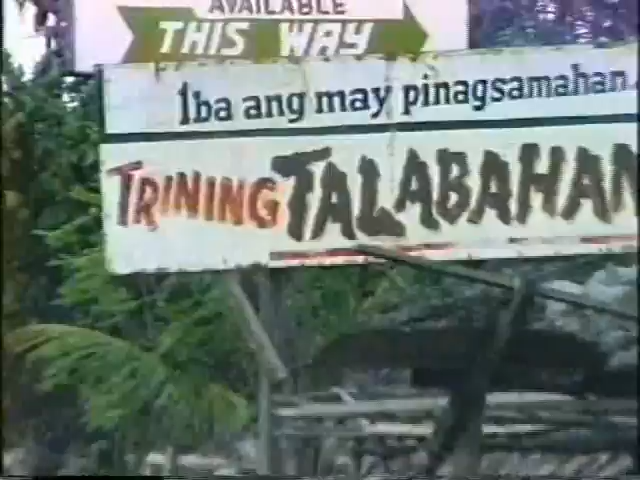 AVAILABLE
THIS WAY
Iba ang may pinagsamahan
TRINING TALABAHAN